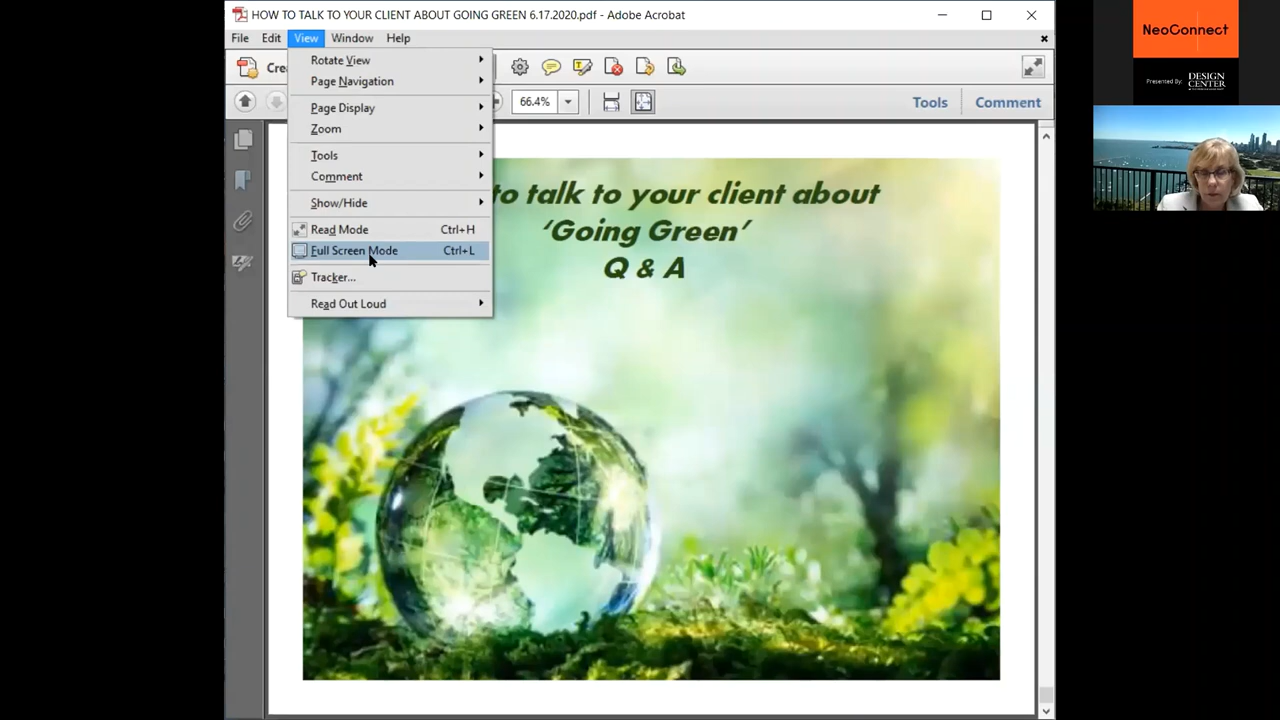 HOW TO TALK TO YOUR CLIENT ABOUT GOING GREEN 6.17.2020.pdf - Adobe Acrobat
File Edit View Window Help
Crea
66.4%
Tools Comment
Rotate View
Page Navigation
Page Display
Zoom
Tools
Comment
Show/Hide
Read Mode Ctrl+H
Full Screen Mode Ctrl+L
Tracker...
Read Out Loud
to talk to your client about
‘Going Green’
Q & A
NeoConnect
Presented By: DESIGN CENTER